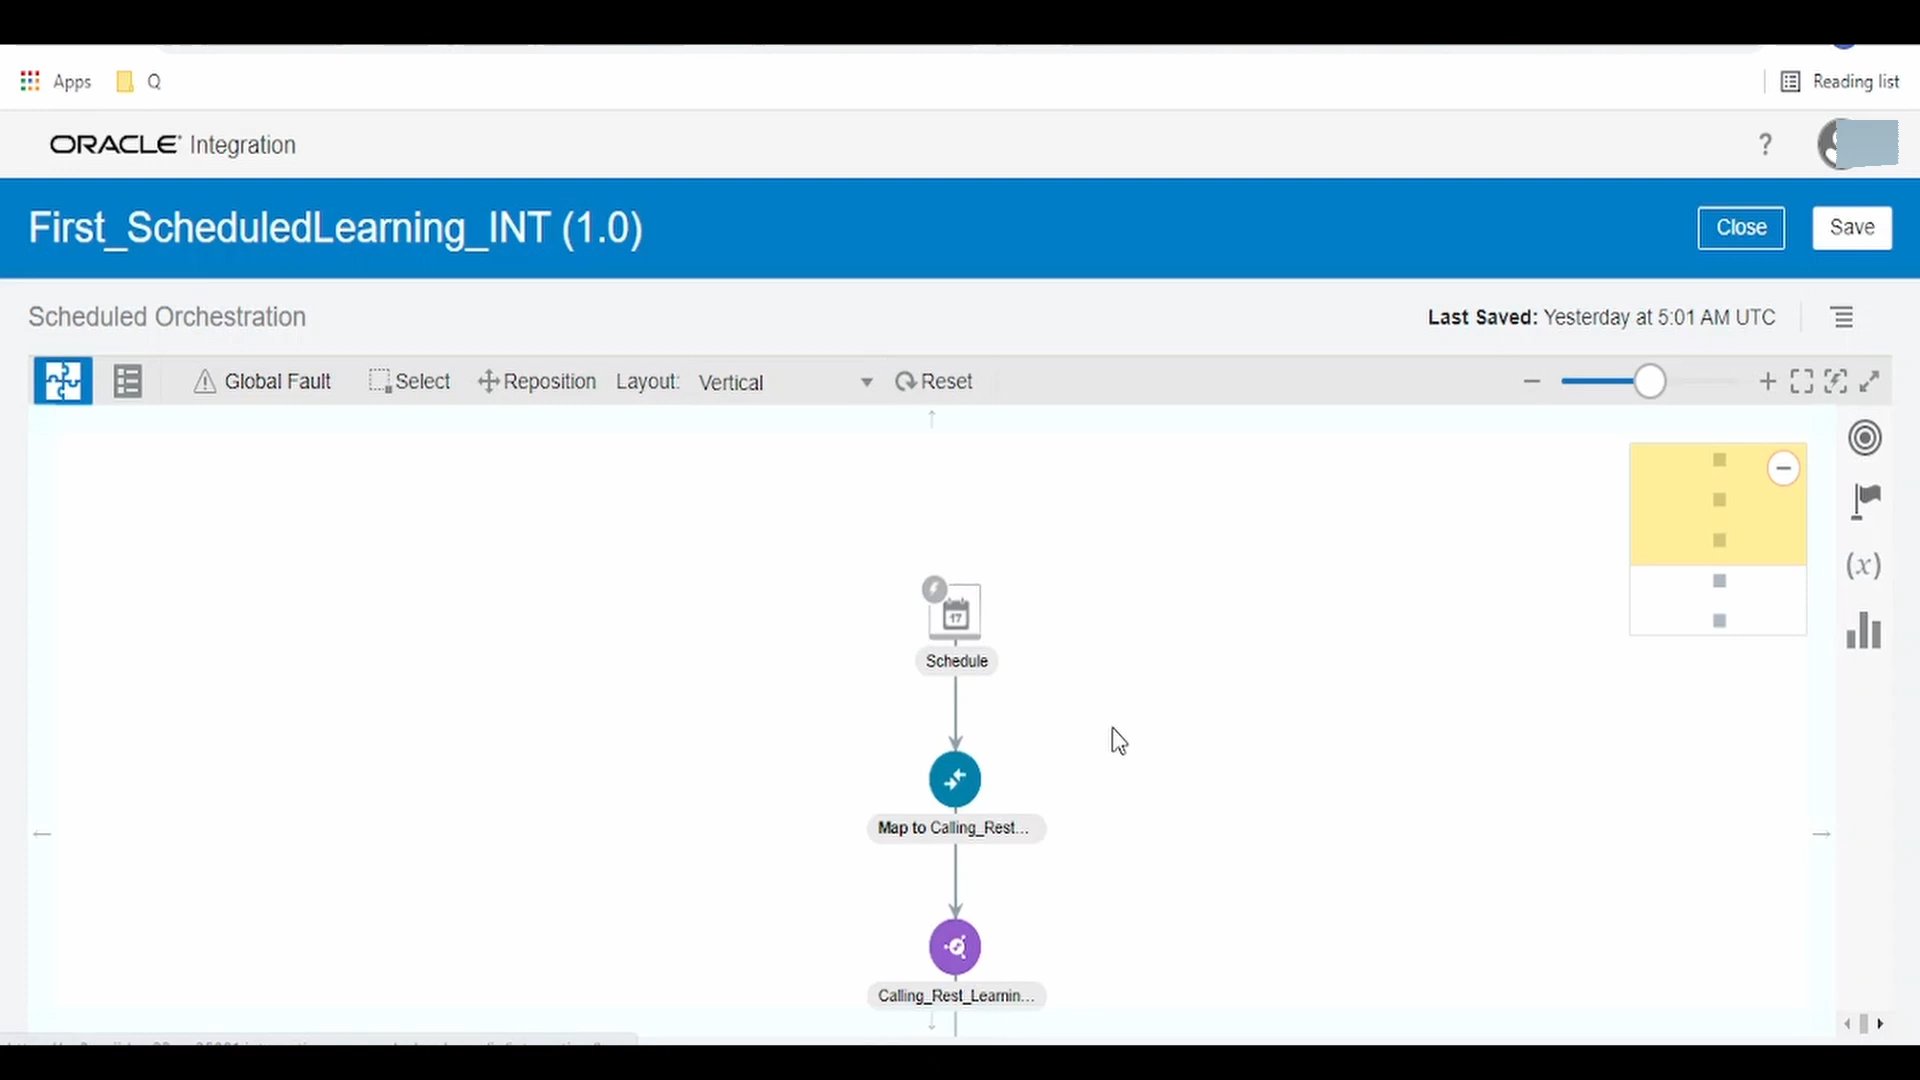 Apps Q Reading list
ORACLE Integration ?
First_ScheduledLearning_INT (1.0) Close Save
Scheduled Orchestration Last Saved: Yesterday at 5:01 AM UTC
Global Fault Select Reposition Layout: Vertical Reset
(x)
17
Schedule
Map to Calling_Rest...
Calling_Rest_Learnin...